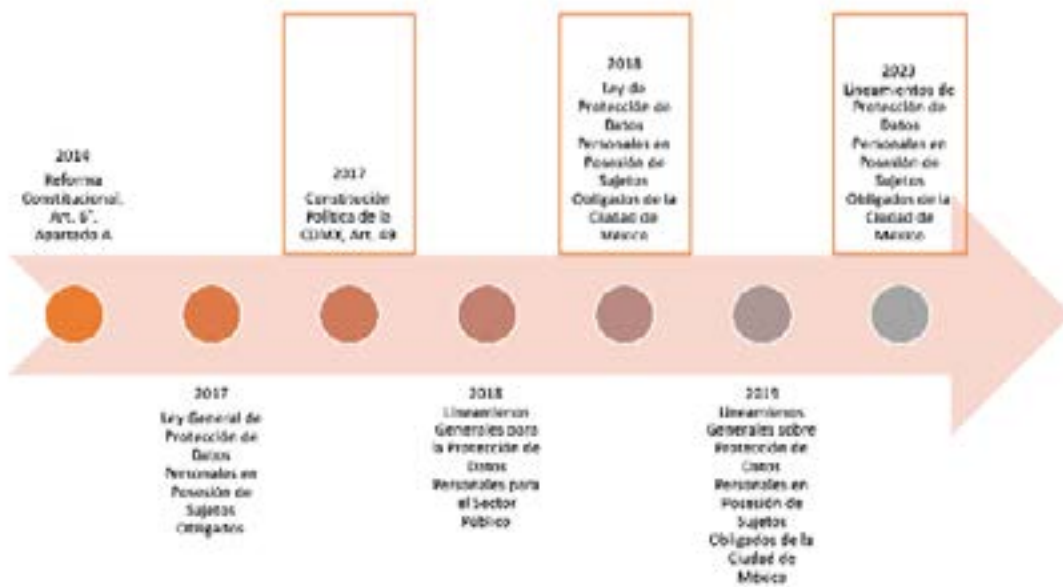 2014
Reforma
Constitucional.
Art. 6°.
Apartado A
2017
Ley General de
Protección de
Datos
Personales en
Posesión de
Sujetos
Obligados
2017
Constitución
Política de la
CDMX, Art. 49
2018
Lineamienos
Generales para
la Protección de
Datos
Personales para
el Sector
Público
2018
Ley de
Protección de
Datos
Personales en
Posesión de
Sujetos
Obligados de la
Ciudad de
México
2019
Lineamienos
Generales sobre
Protección de
Datos
Personales en
Posesión de
Sujetos
Obligados de la
Ciudad de
México
2023
Lineamientos de
Protección de
Datos
Personales en
Posesión de
Sujetos
Obligados de la
Ciudad de
México